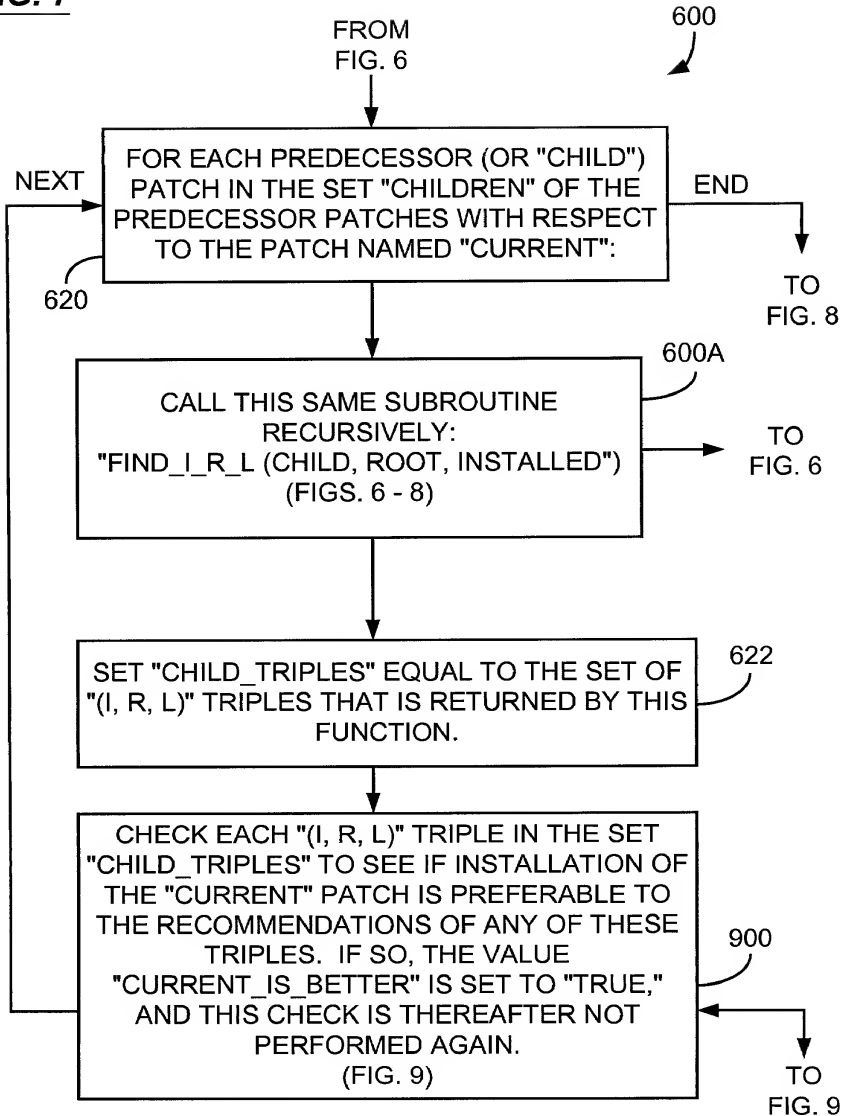 FROM
FIG. 6
600
NEXT
FOR EACH PREDECESSOR (OR "CHILD")
PATCH IN THE SET "CHILDREN" OF THE
PREDECESSOR PATCHES WITH RESPECT
TO THE PATCH NAMED "CURRENT":
END
620
TO
FIG. 8
600A
CALL THIS SAME SUBROUTINE
RECURSIVELY:
"FIND_I_R_L (CHILD, ROOT, INSTALLED")
(FIGS. 6 - 8)
TO
FIG. 6
622
SET "CHILD_TRIPLES" EQUAL TO THE SET OF
"(I, R, L)" TRIPLES THAT IS RETURNED BY THIS
FUNCTION.
CHECK EACH "(I, R, L)" TRIPLE IN THE SET
"CHILD_TRIPLES" TO SEE IF INSTALLATION OF
THE "CURRENT" PATCH IS PREFERABLE TO
THE RECOMMENDATIONS OF ANY OF THESE
TRIPLES. IF SO, THE VALUE
"CURRENT_IS_BETTER" IS SET TO "TRUE,"
AND THIS CHECK IS THEREAFTER NOT
PERFORMED AGAIN.
(FIG. 9)
900
TO
FIG. 9